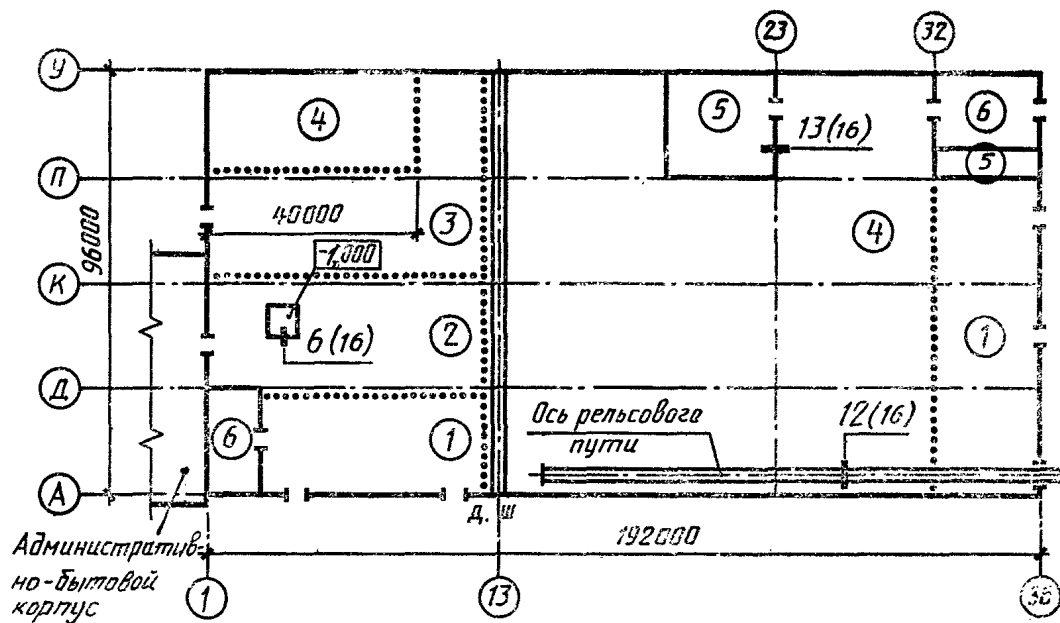 23
32
У
4
5
6
13(16)
5
П
96000
40000
3
4
-1,000
К
6(16)
2
1
Д
6
1
Ось рельсового
пути
12(16)
А
д. ш
192000
Административ-
но-бытовой
корпус
1
13